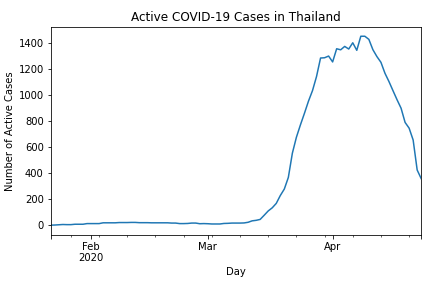 Active COVID-19 Cases in Thailand
Number of Active Cases
1400
1200
1000
800
600
400
200
0
Feb
2020
Mar
Apr
Day